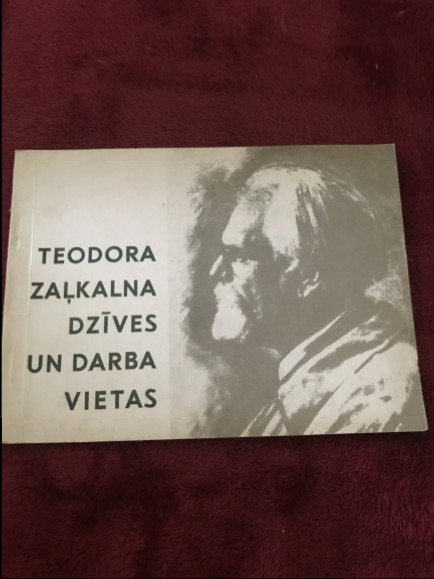 TEODORA
ZAĻKALNA
DZĪVES
UN DARBA
VIETAS